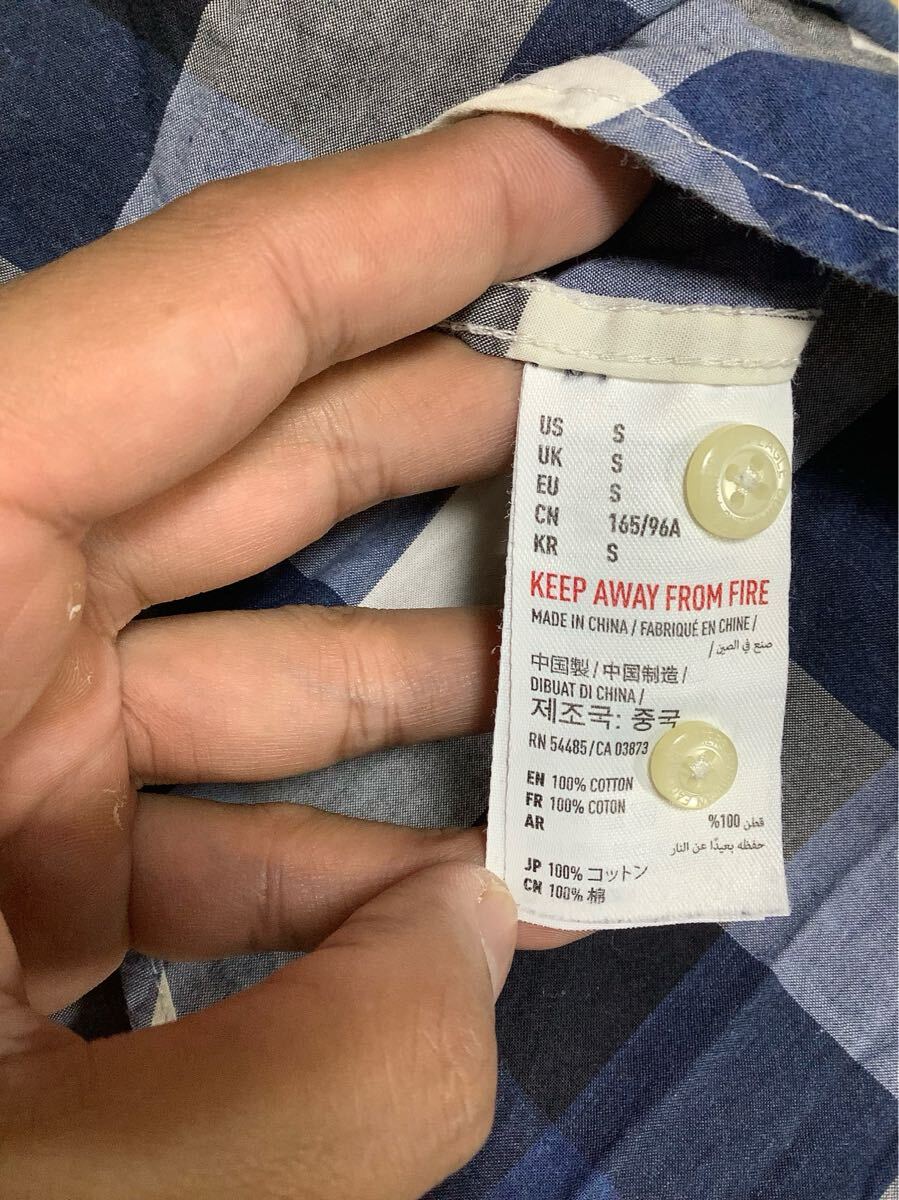 US S
UK S
EU S
CN 165/96A
KR S
KEEP AWAY FROM FIRE
MADE IN CHINA / FABRIQUÉ EN CHINE /
صنع في الصين /
中国製 / 中国制造 /
DIBUAT DI CHINA /
제조국: 중국
RN 54485 / CA 03873
EN 100% COTTON
FR 100% COTON
AR
قطن 100%
حفظه بعيدًا عن النار
JP 100% コットン
CN 100% 棉